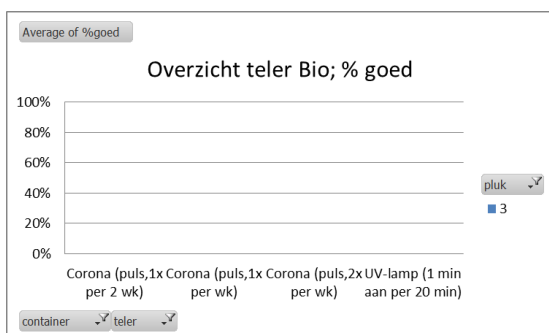 Average of %goed
Overzicht teler Bio; % goed
100%
80%
60%
40%
20%
0%
Corona (puls,1x per 2 wk)
Corona (puls,1x per wk)
Corona (puls,2x per wk)
UV-lamp (1 min aan per 20 min)
pluk
3
container
teler